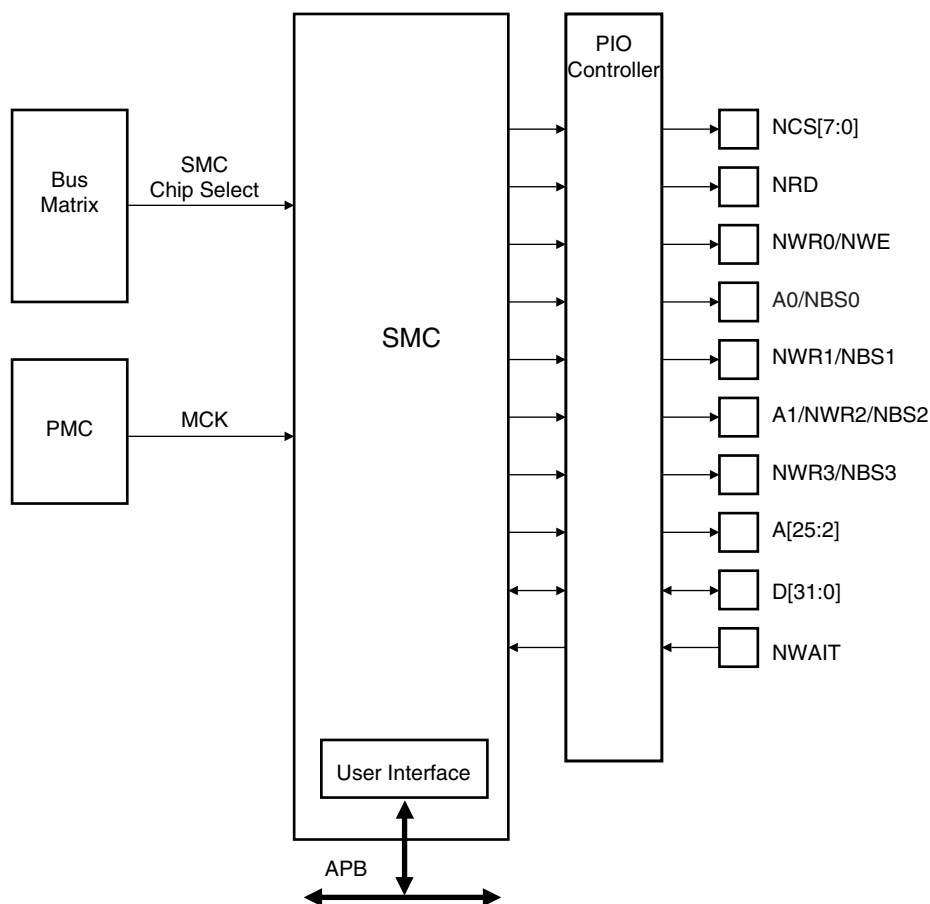 PIO
Controller
Bus
Matrix
SMC
Chip Select
PMC
MCK
SMC
NCS[7:0]
NRD
NWR0/NWE
A0/NBS0
NWR1/NBS1
A1/NWR2/NBS2
NWR3/NBS3
A[25:2]
D[31:0]
NWAIT
User Interface
APB